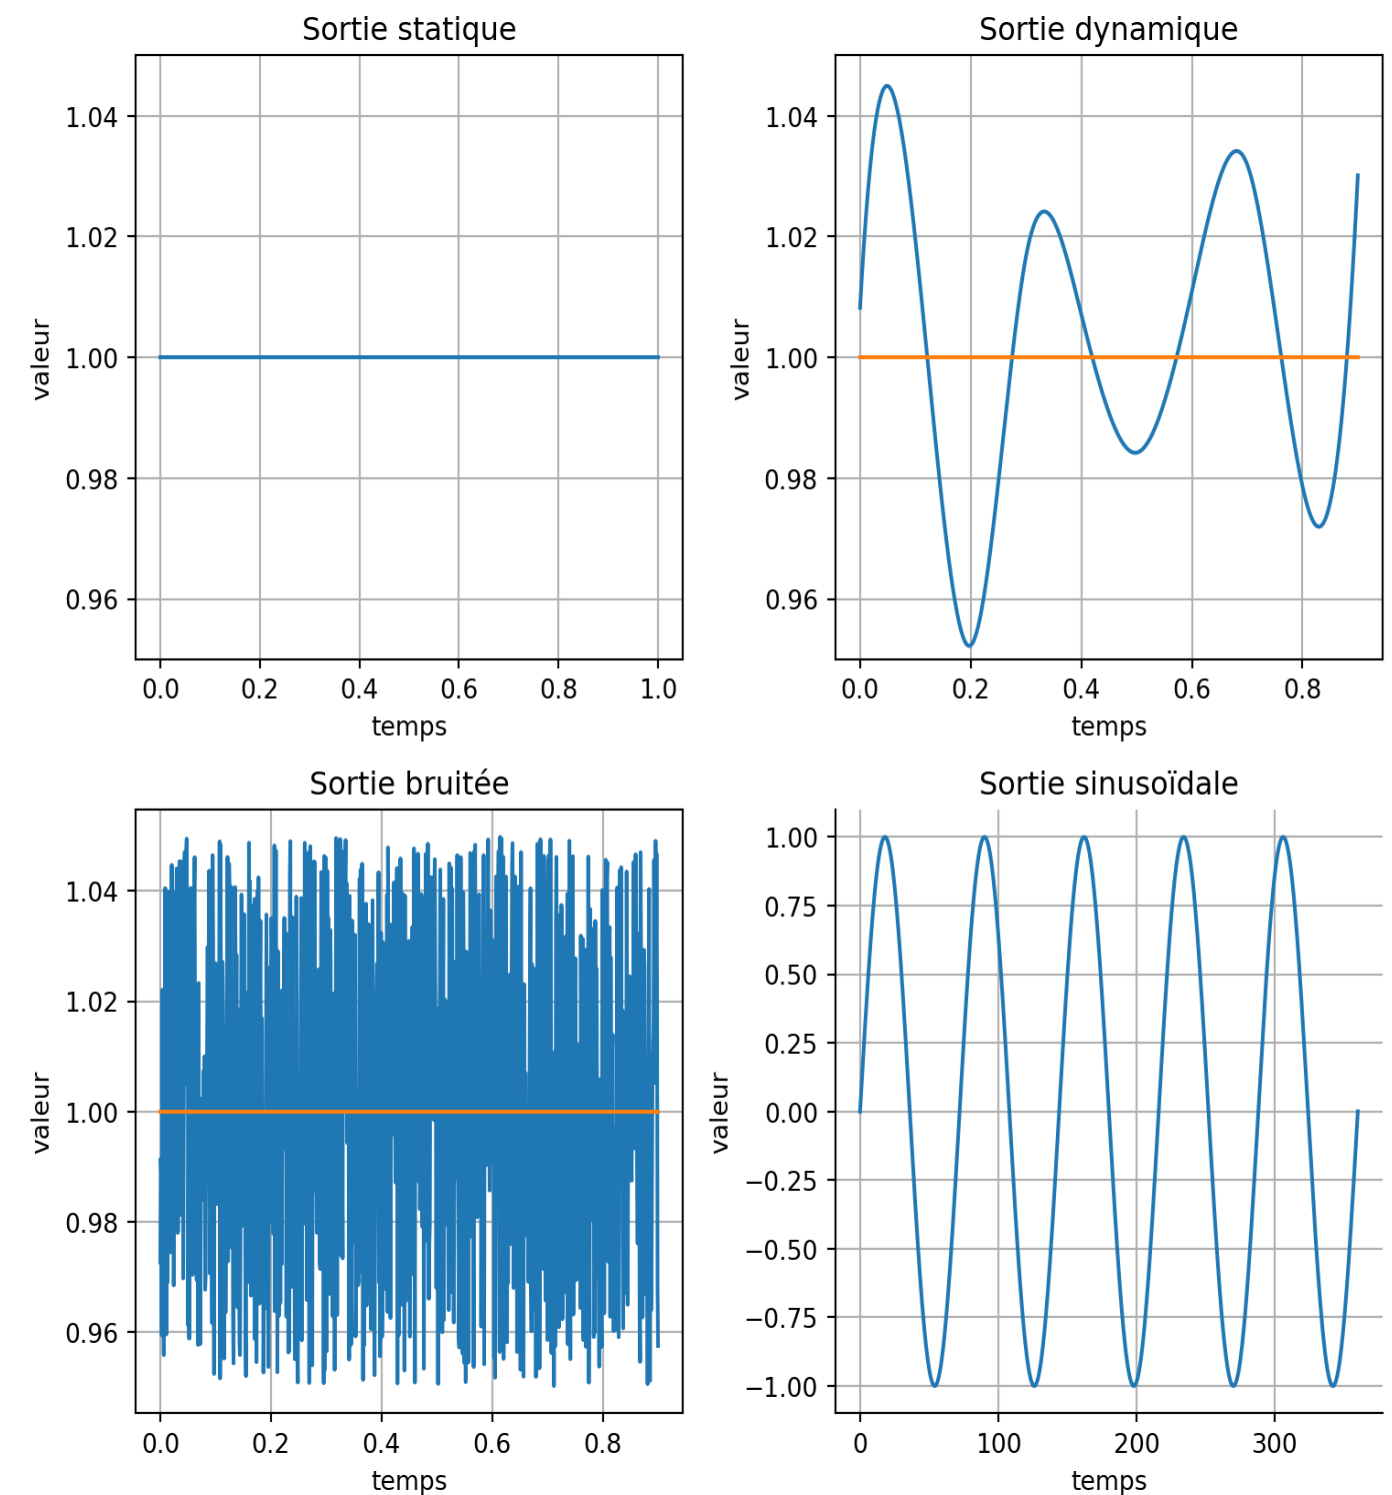 Sortie statique
1.04
1.02
1.00
0.98
0.96
valeur
0.0 0.2 0.4 0.6 0.8 1.0
temps
Sortie dynamique
1.04
1.02
1.00
0.98
0.96
valeur
0.0 0.2 0.4 0.6 0.8
temps
Sortie bruitée
1.04
1.02
1.00
0.98
0.96
valeur
0.0 0.2 0.4 0.6 0.8
temps
Sortie sinusoïdale
1.00
0.75
0.50
0.25
0.00
−0.25
−0.50
−0.75
−1.00
valeur
0 100 200 300
temps